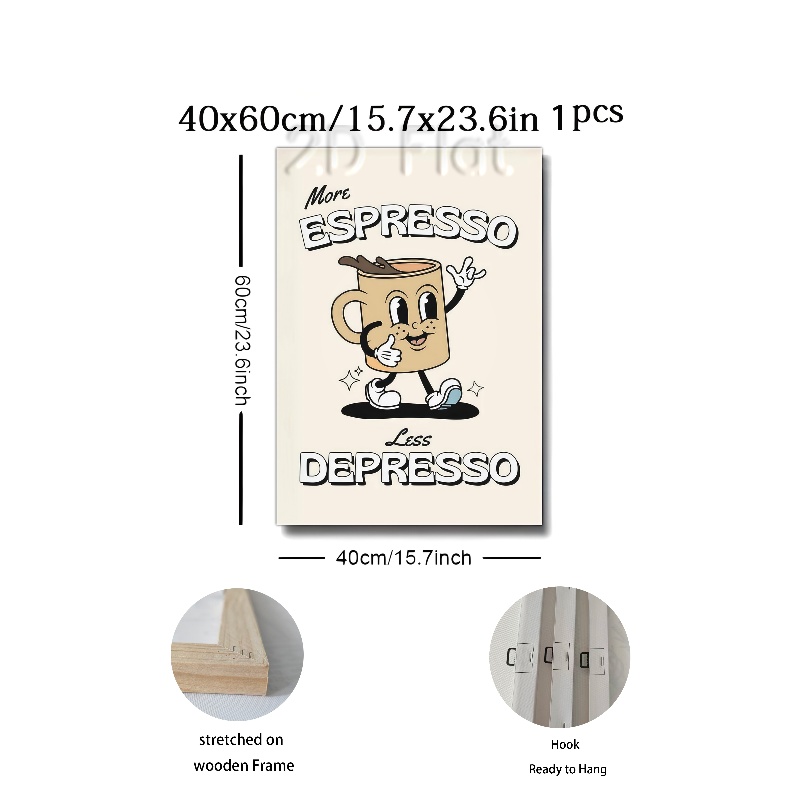 40x60cm/15.7x23.6in 1pcs
2D Flat
More
ESPRESSO
60cm/23.6inch
Less
DEPRESSO
40cm/15.7inch
stretched on
wooden Frame
Hook
Ready to Hang